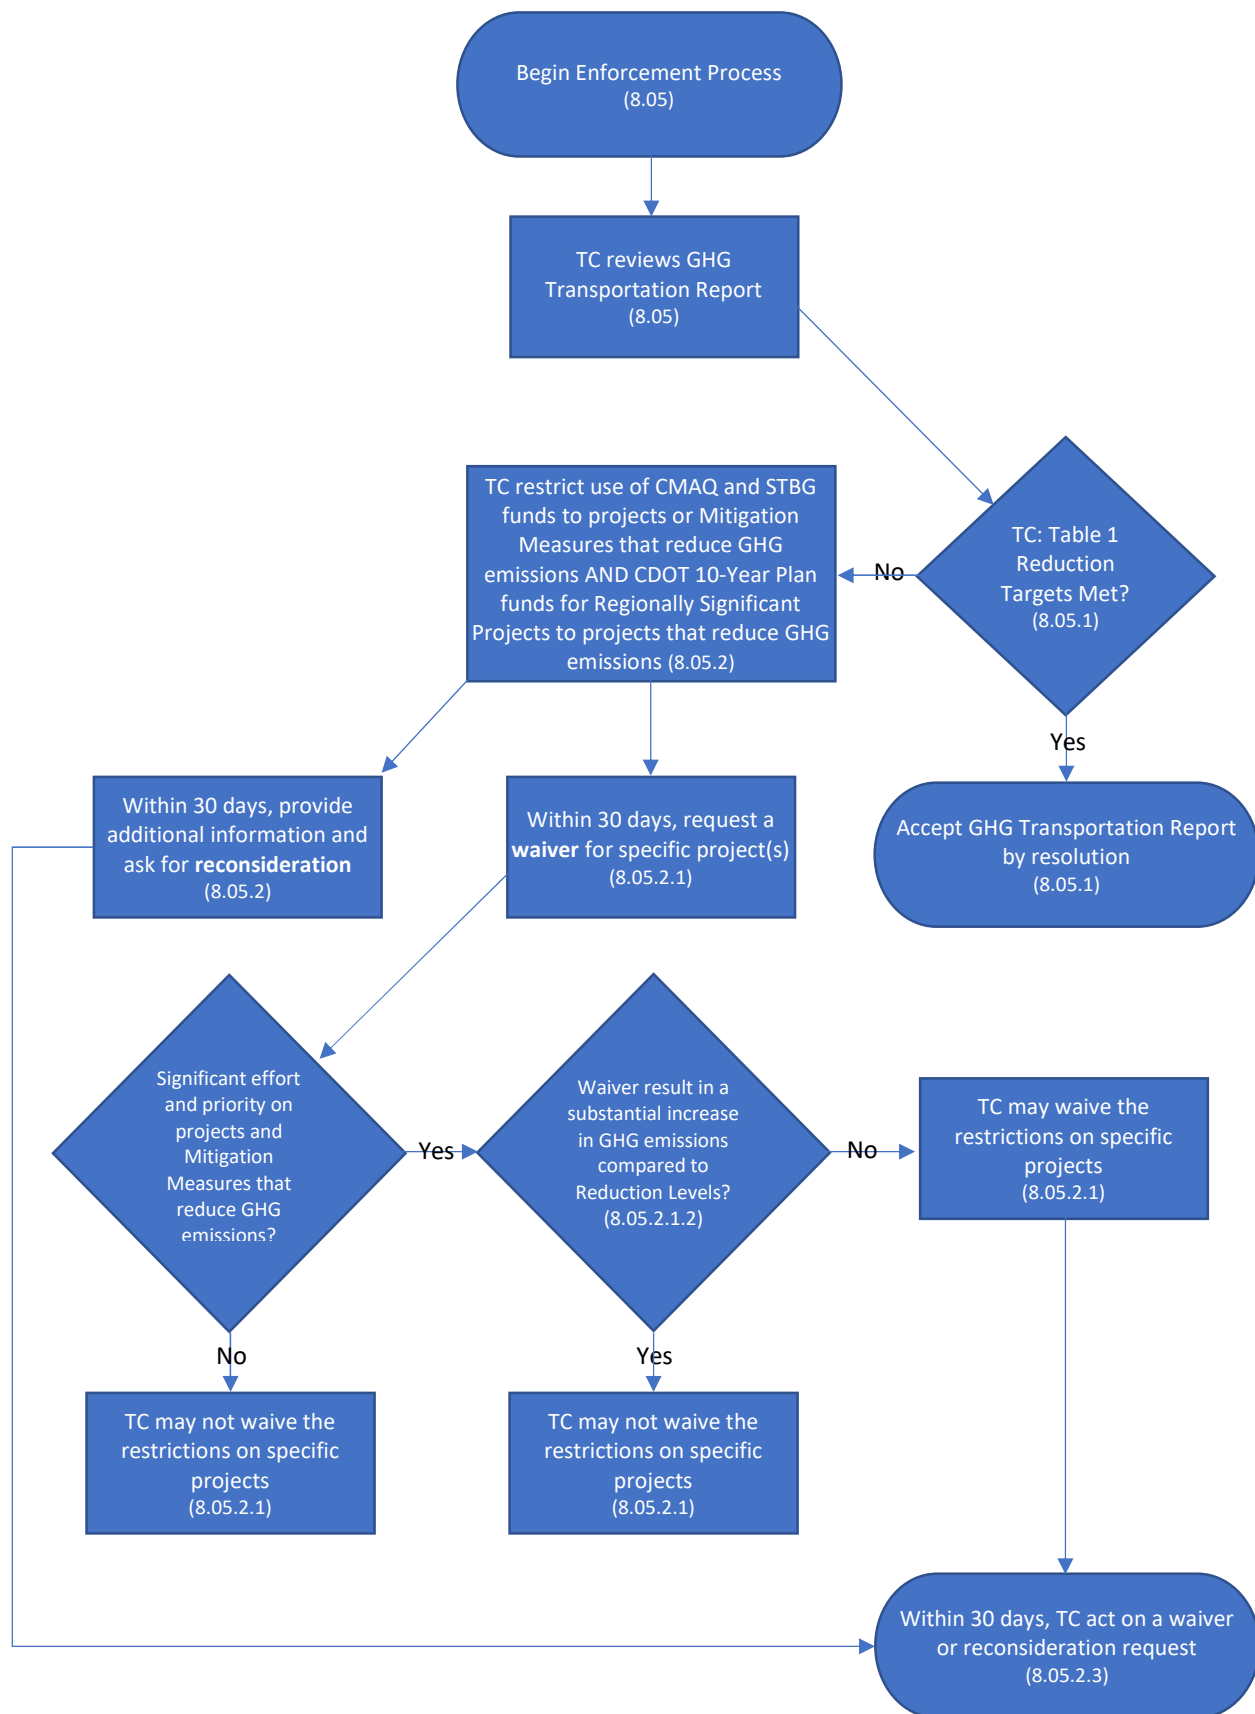 Begin Enforcement Process
(8.05)
TC reviews GHG
Transportation Report
(8.05)
TC: Table 1
Reduction
Targets Met?
(8.05.1)
No
TC restrict use of CMAQ and STBG
funds to projects or Mitigation
Measures that reduce GHG
emissions AND CDOT 10-Year Plan
funds for Regionally Significant
Projects to projects that reduce GHG
emissions (8.05.2)
Yes
Accept GHG Transportation Report
by resolution
(8.05.1)
Within 30 days, provide
additional information and
ask for reconsideration
(8.05.2)
Within 30 days, request a
waiver for specific project(s)
(8.05.2.1)
Significant effort
and priority on
projects and
Mitigation
Measures that
reduce GHG
emissions?
Yes
Waiver result in a
substantial increase
in GHG emissions
compared to
Reduction Levels?
(8.05.2.1.2)
No
TC may waive the
restrictions on specific
projects
(8.05.2.1)
No
TC may not waive the
restrictions on specific
projects
(8.05.2.1)
Yes
TC may not waive the
restrictions on specific
projects
(8.05.2.1)
Within 30 days, TC act on a waiver
or reconsideration request
(8.05.2.3)